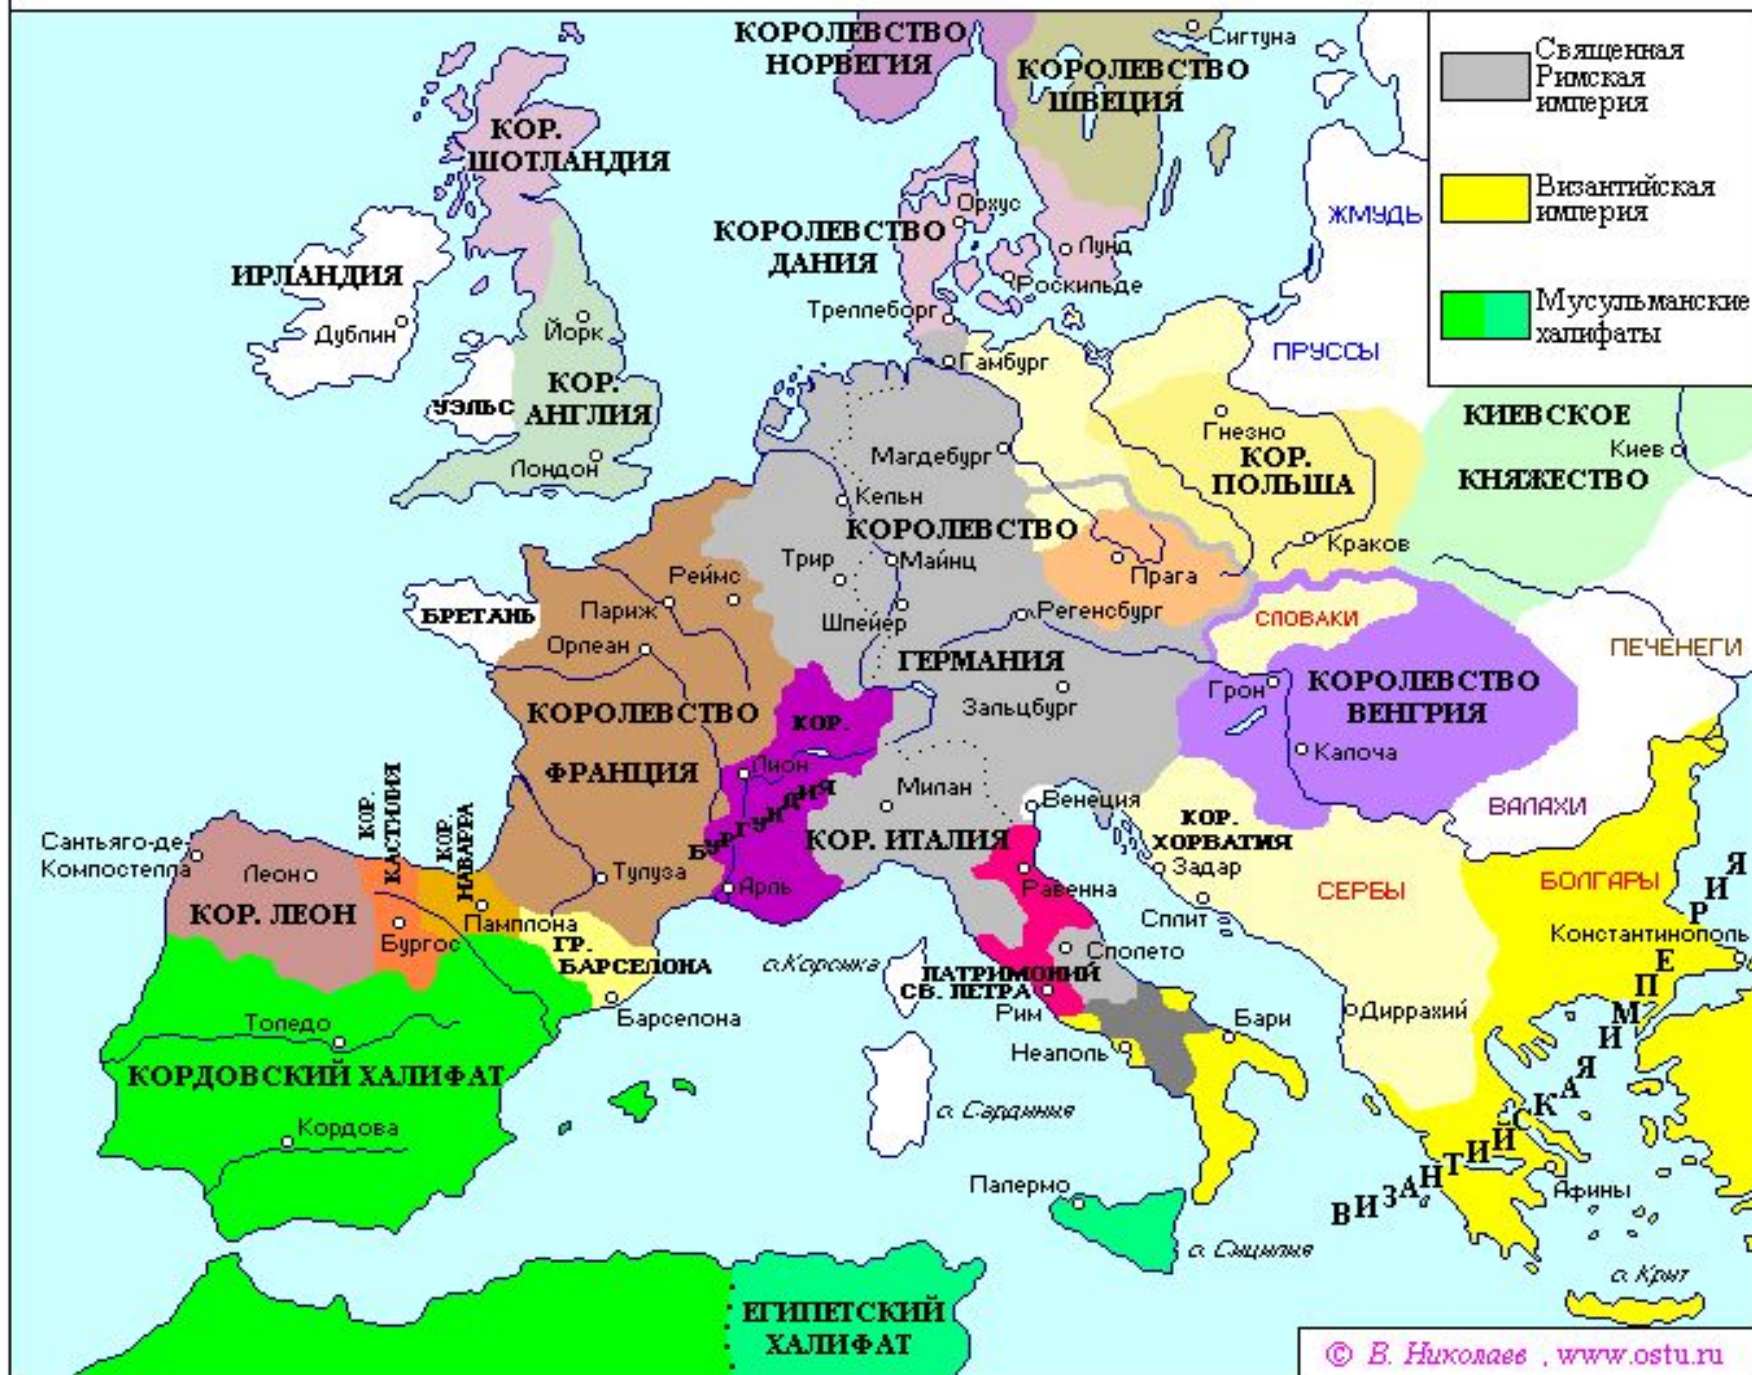 КОРОЛЕВСТВО
НОРВЕГИЯ
Сигтуна
КОРОЛЕВСТВО
ШВЕЦИЯ
Священная
Римская
империя
Византийская
империя
Мусульманские
халифаты
КОР.
ШОТЛАНДИЯ
Орхус
КОРОЛЕВСТВО
ДАНИЯ
Лунд
Роскильде
Треллеборг
ЖМУДЬ
ИРЛАНДИЯ
Дублин
Йорк
КОР.
АНГЛИЯ
УЭЛЬС
Лондон
Гамбург
ПРУССЫ
Магдебург
Гнезно
КОР.
ПОЛЬША
КИЕВСКОЕ
Киев
КНЯЖЕСТВО
Кельн
КОРОЛЕВСТВО
Трир
Майнц
Прага
Краков
Реймс
Париж
Шпейер
Регенсбург
БРЕТАНЬ
Орлеан
ГЕРМАНИЯ
СЛОВАКИ
ПЕЧЕНЕГИ
Зальцбург
Грон
КОРОЛЕВСТВО
ВЕНГРИЯ
Калоча
КОРОЛЕВСТВО
ФРАНЦИЯ
КОР.
БУРГУНДИЯ
Лион
Милан
Венеция
КОР. ИТАЛИЯ
КОР.
ХОРВАТИЯ
Задар
ВАЛАХИ
КОР.
КАСТИЛИЯ
КОР.
НАВАРРА
Сантьяго-де-
Компостелла
Леон
КОР. ЛЕОН
Бургос
Памплона
Тулуза
Арль
Равенна
Сплит
СЕРБЫ
БОЛГАРЫ
Константинополь
ГР.
БАРСЕЛОНА
Барселона
о.Корсика
Сполето
ПАТРИМОНИЙ
СВ. ПЕТРА
Рим
Неаполь
Бари
Диррахий
Толедо
КОРДОВСКИЙ ХАЛИФАТ
Кордова
о. Сардиния
ВИЗАНТИЙСКАЯ ИМПЕРИЯ
Палермо
Афины
о. Сицилия
о. Крит
ЕГИПЕТСКИЙ
ХАЛИФАТ
© В. Николаев , www.ostu.ru